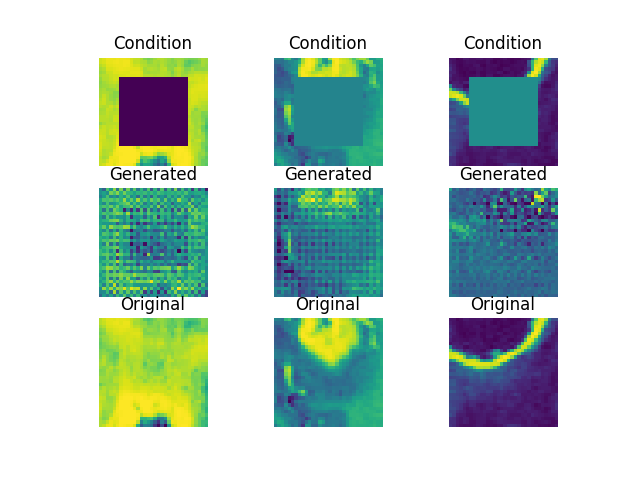 Condition Condition Condition
Generated Generated Generated
Original Original Original